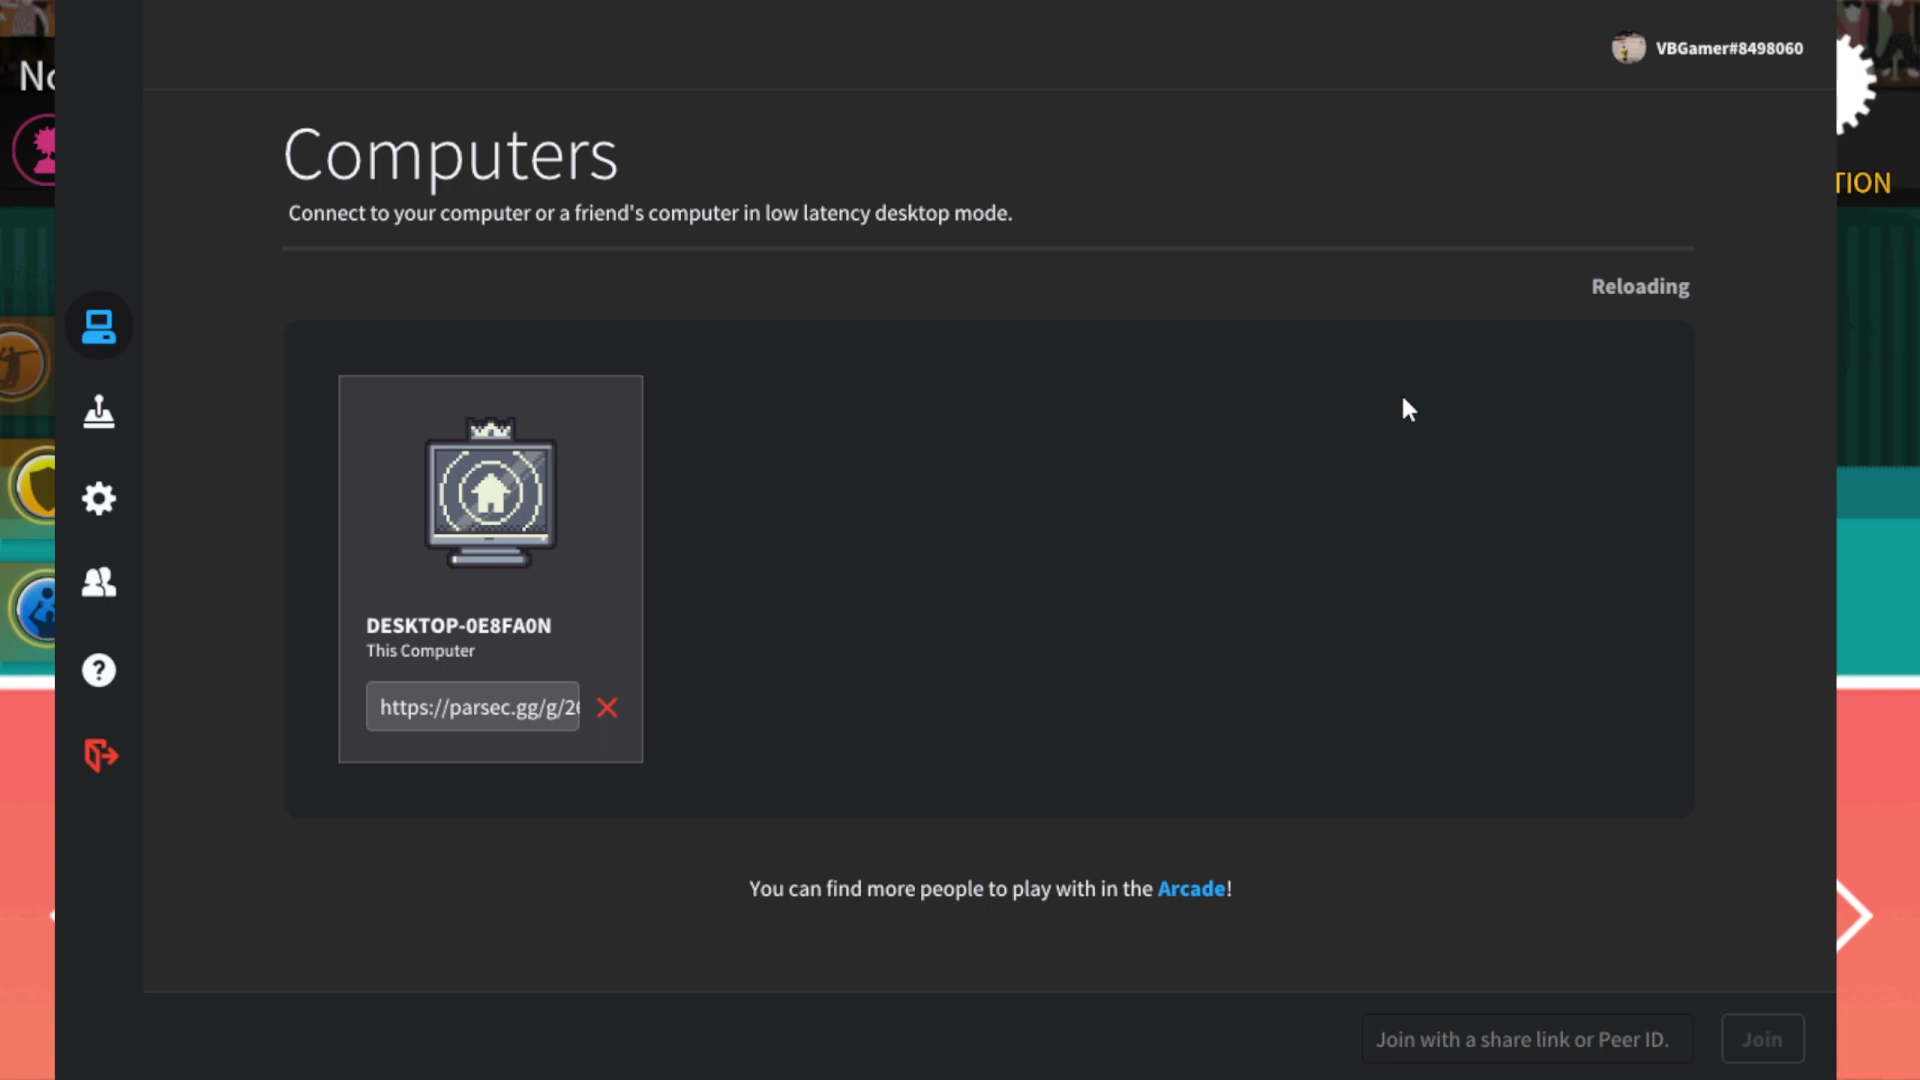 No
VBGamer#8498060
Computers
TION
Connect to your computer or a friend's computer in low latency desktop mode.
Reloading
DESKTOP-0E8FA0N
This Computer
https://parsec.gg/g/2
You can find more people to play with in the Arcade!
Join with a share link or Peer ID.
Join